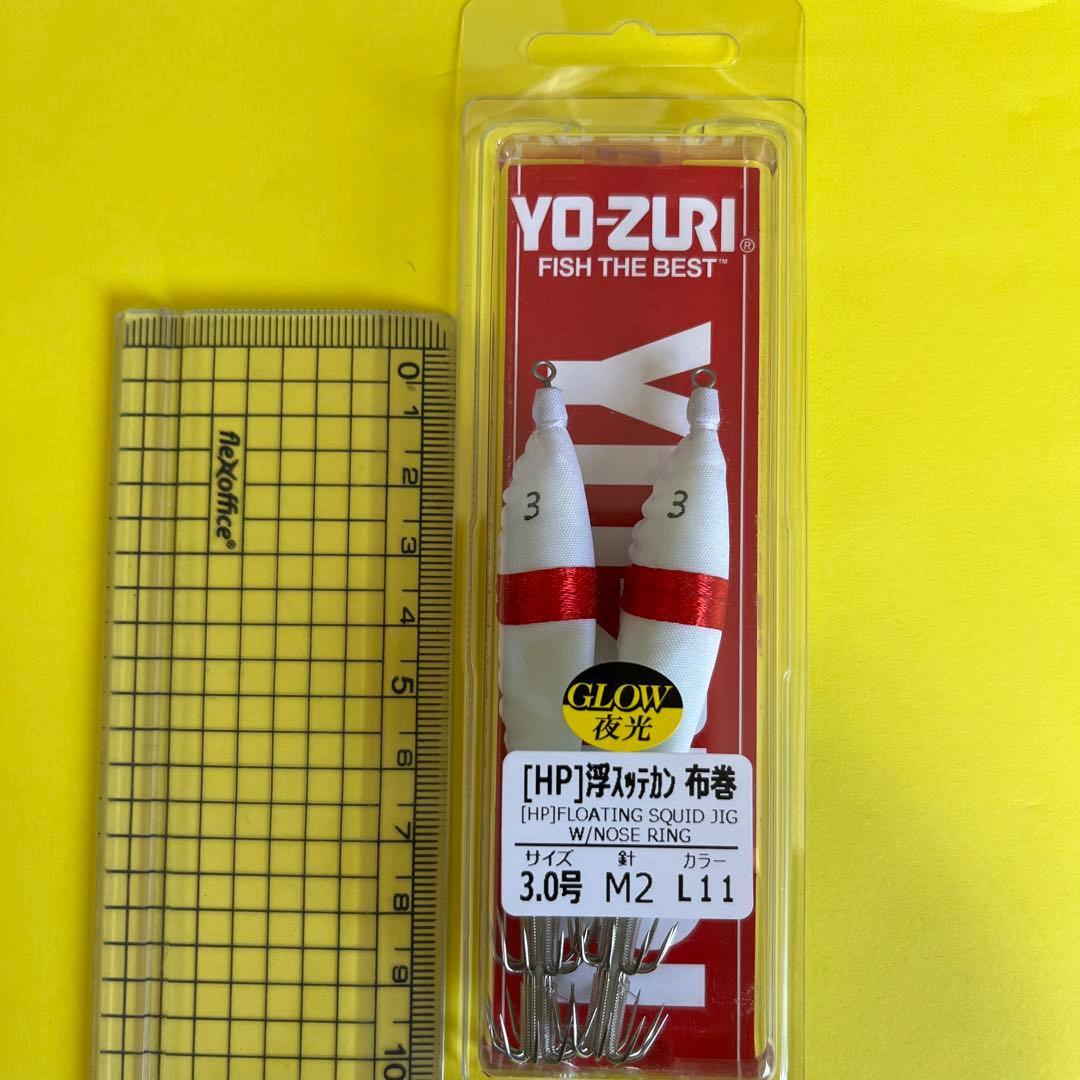 YO-ZURI®
FISH THE BEST™
3
3
GLOW
夜光
[HP]浮スッテカン 布巻
[HP]FLOATING SQUID JIG
W/NOSE RING
サイズ 針 カラー
3.0号 M2 L11
flexoffice®
0
1
2
3
4
5
6
7
8
9
10